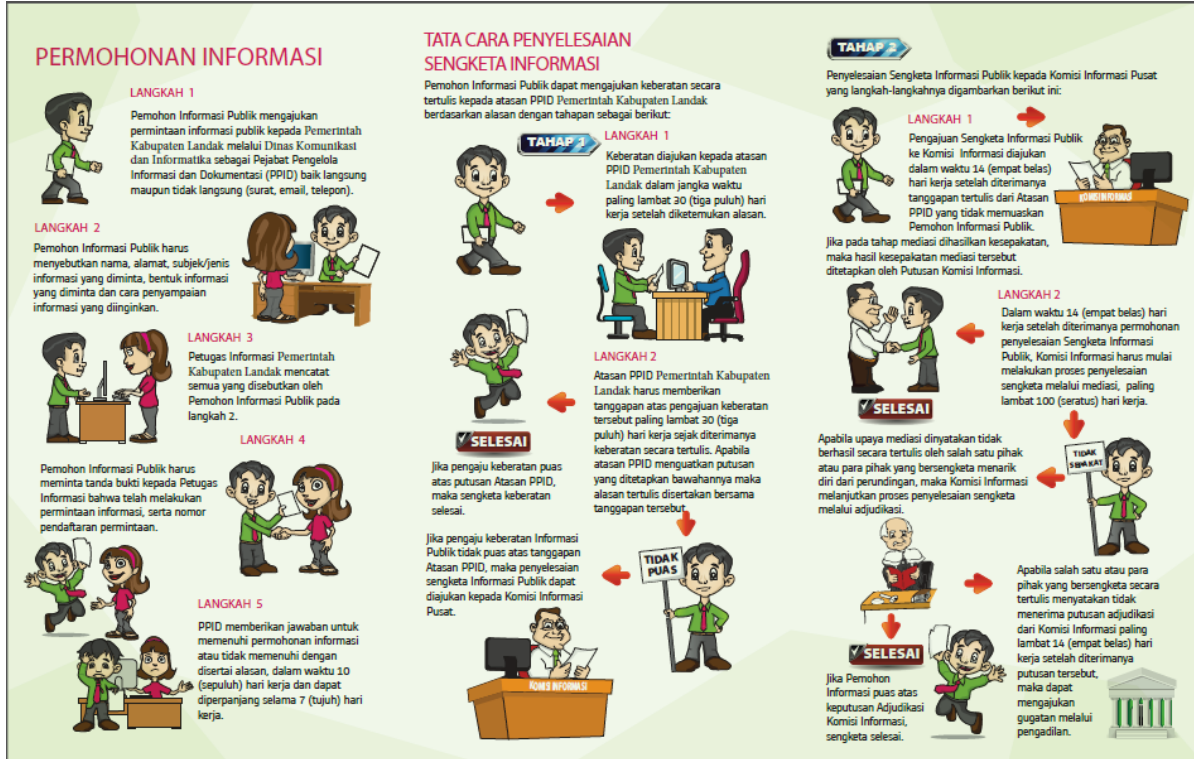 PERMOHONAN INFORMASI
LANGKAH 1
Pemohon Informasi Publik mengajukan
permintaan informasi publik kepada Pemerintah
Kabupaten Landak melalui Dinas Komunikasi
dan Informatika sebagai Pejabat Pengelola
Informasi dan Dokumentasi (PPID) baik langsung
maupun tidak langsung (surat, email, telepon).
LANGKAH 2
Pemohon Informasi Publik harus
menyebutkan nama, alamat, subjek/jenis
informasi yang diminta, bentuk informasi
yang diminta dan cara penyampaian
informasi yang diinginkan.
LANGKAH 3
Petugas Informasi Pemerintah
Kabupaten Landak mencatat
semua yang disebutkan oleh
Pemohon Informasi Publik pada
langkah 2.
LANGKAH 4
Pemohon Informasi Publik harus
meminta tanda bukti kepada Petugas
Informasi bahwa telah melakukan
permintaan informasi, serta nomor
pendaftaran permintaan.
LANGKAH 5
PPID memberikan jawaban untuk
memenuhi permohonan informasi
atau tidak memenuhi dengan
disertai alasan, dalam waktu 10
(sepuluh) hari kerja dan dapat
diperpanjang selama 7 (tujuh) hari
kerja.
TATA CARA PENYELESAIAN
SENGKETA INFORMASI
Pemohon Informasi Publik dapat mengajukan keberatan secara
tertulis kepada atasan PPID Pemerintah Kabupaten Landak
berdasarkan alasan dengan tahapan sebagai berikut:
TAHAP 1
LANGKAH 1
Keberatan diajukan kepada atasan
PPID Pemerintah Kabupaten
Landak dalam jangka waktu
paling lambat 30 (tiga puluh) hari
kerja setelah diketemukan alasan.
LANGKAH 2
Atasan PPID Pemerintah Kabupaten
Landak harus memberikan
tanggapan atas pengajuan keberatan
tersebut paling lambat 30 (tiga
puluh) hari kerja sejak diterimanya
keberatan secara tertulis. Apabila
atasan PPID menguatkan putusan
yang ditetapkan bawahannya maka
alasan tertulis disertakan bersama
tanggapan tersebut.
SELESAI
Jika pengaju keberatan puas
atas putusan Atasan PPID,
maka sengketa keberatan
selesai.
Jika pengaju keberatan Informasi
Publik tidak puas atas tanggapan
Atasan PPID, maka penyelesaian
sengketa Informasi Publik dapat
diajukan kepada Komisi Informasi
Pusat.
TIDAK
PUAS
KOMISI INFORMASI
TAHAP 2
Penyelesaian Sengketa Informasi Publik kepada Komisi Informasi Pusat
yang langkah-langkahnya digambarkan berikut ini:
LANGKAH 1
Pengajuan Sengketa Informasi Publik
ke Komisi Informasi diajukan
dalam waktu 14 (empat belas)
hari kerja setelah diterimanya
tanggapan tertulis dari Atasan
PPID yang tidak memuaskan
Pemohon Informasi Publik.
KOMISI INFORMASI
Jika pada tahap mediasi dihasilkan kesepakatan,
maka hasil kesepakatan mediasi tersebut
ditetapkan oleh Putusan Komisi Informasi.
LANGKAH 2
Dalam waktu 14 (empat belas) hari
kerja setelah diterimanya permohonan
penyelesaian Sengketa Informasi
Publik, Komisi Informasi harus mulai
melakukan proses penyelesaian
sengketa melalui mediasi, paling
lambat 100 (seratus) hari kerja.
SELESAI
Apabila upaya mediasi dinyatakan tidak
berhasil secara tertulis oleh salah satu pihak
atau para pihak yang bersengketa menarik
diri dari perundingan, maka Komisi Informasi
melanjutkan proses penyelesaian sengketa
melalui adjudikasi.
TIDAK
SEPAKAT
Apabila salah satu atau para
pihak yang bersengketa secara
tertulis menyatakan tidak
menerima putusan adjudikasi
dari Komisi Informasi paling
lambat 14 (empat belas) hari
kerja setelah diterimanya
putusan tersebut,
maka dapat
mengajukan
gugatan melalui
pengadilan.
SELESAI
Jika Pemohon
Informasi puas atas
keputusan Adjudikasi
Komisi Informasi,
sengketa selesai.